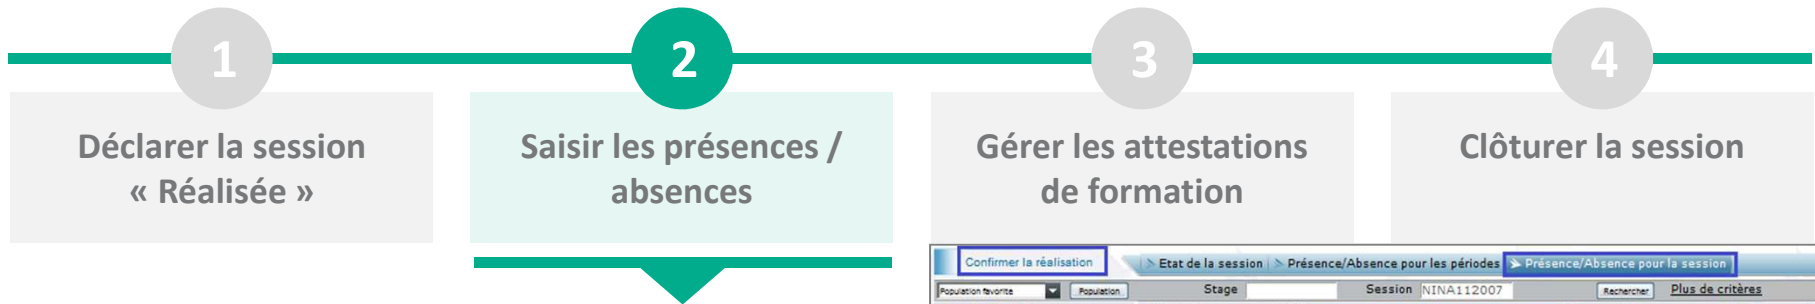 1
2
3
4
Déclarer la session
« Réalisée »
Saisir les présences /
absences
Gérer les attestations
de formation
Clôturer la session
Confirmer la réalisation
Etat de la session
Présence/Absence pour les périodes
Présence/Absence pour la session
Population favorite
Population
Stage
Session NINA112007
Rechercher
Plus de critères